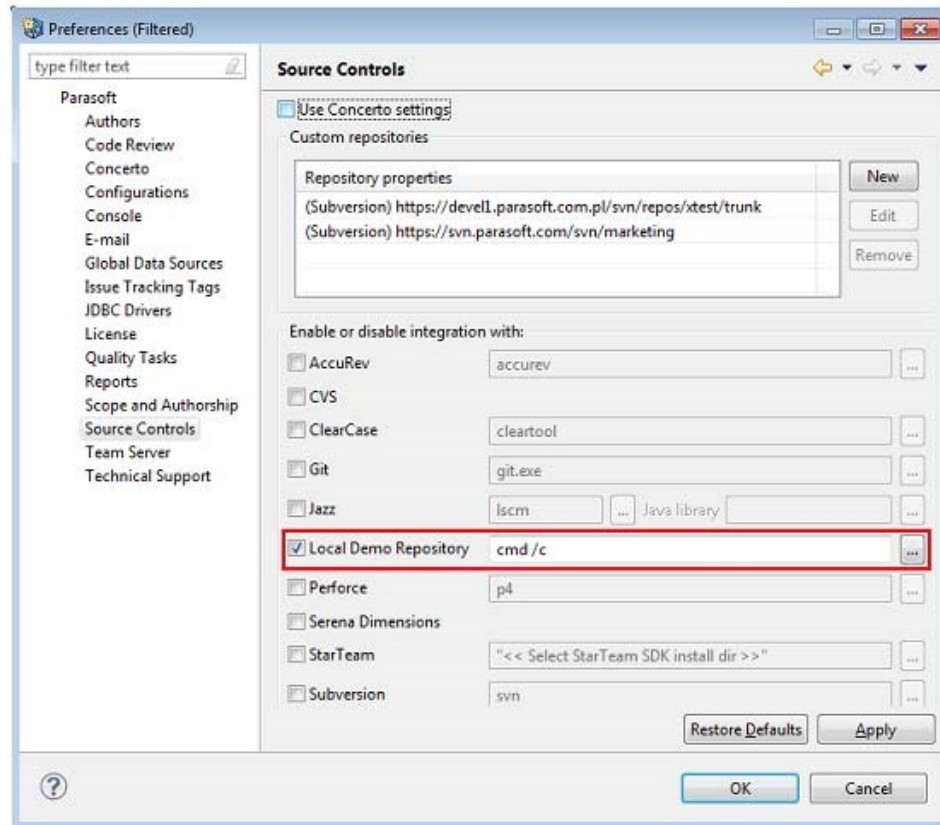 Preferences (Filtered)
type filter text
Parasoft
Authors
Code Review
Concerto
Configurations
Console
E-mail
Global Data Sources
Issue Tracking Tags
JDBC Drivers
License
Quality Tasks
Reports
Scope and Authorship
Source Controls
Team Server
Technical Support
Source Controls
Use Concerto settings
Custom repositories
Repository properties
(Subversion) https://devel1.parasoft.com.pl/svn/repos/xtest/trunk
(Subversion) https://svn.parasoft.com/svn/marketing
New
Edit
Remove
Enable or disable integration with:
AccuRev accurev ...
CVS
ClearCase cleartool ...
Git git.exe ...
Jazz lscm ... Java library ...
Local Demo Repository cmd /c ...
Perforce p4 ...
Serena Dimensions
StarTeam "<< Select StarTeam SDK install dir >>" ...
Subversion svn ...
Restore Defaults Apply
? OK Cancel